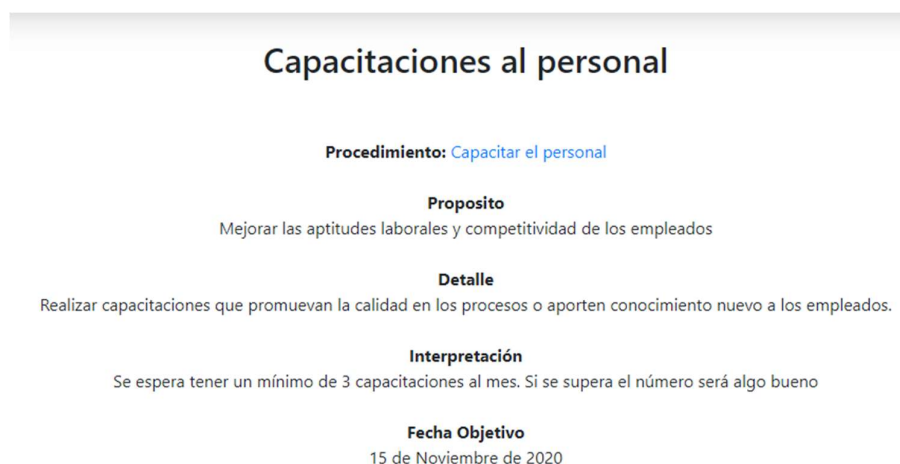 Capacitaciones al personal
Procedimiento: Capacitar el personal
Proposito
Mejorar las aptitudes laborales y competitividad de los empleados
Detalle
Realizar capacitaciones que promuevan la calidad en los procesos o aporten conocimiento nuevo a los empleados.
Interpretación
Se espera tener un mínimo de 3 capacitaciones al mes. Si se supera el número será algo bueno
Fecha Objetivo
15 de Noviembre de 2020